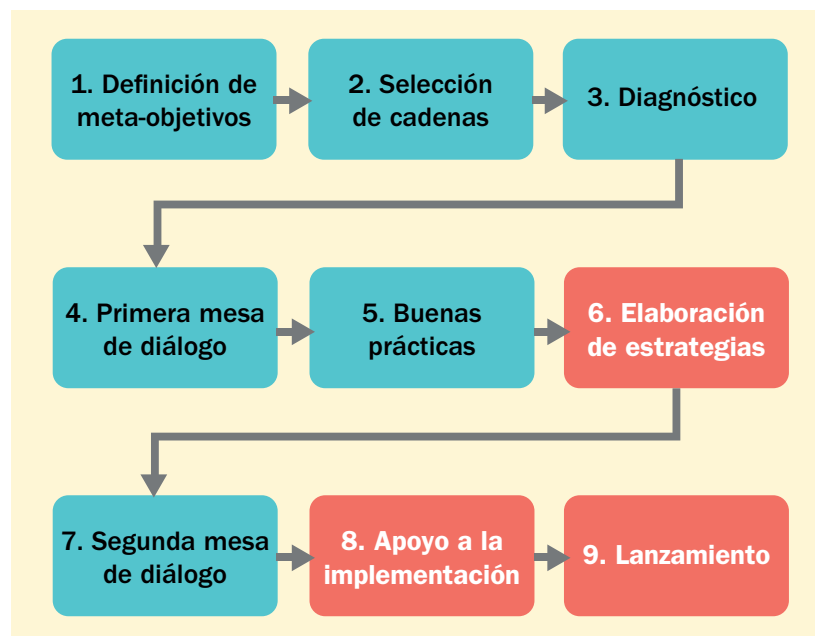 1. Definición de
meta-objetivos
2. Selección
de cadenas
3. Diagnóstico
4. Primera mesa
de diálogo
5. Buenas
prácticas
6. Elaboración
de estrategias
7. Segunda mesa
de diálogo
8. Apoyo a la
implementación
9. Lanzamiento